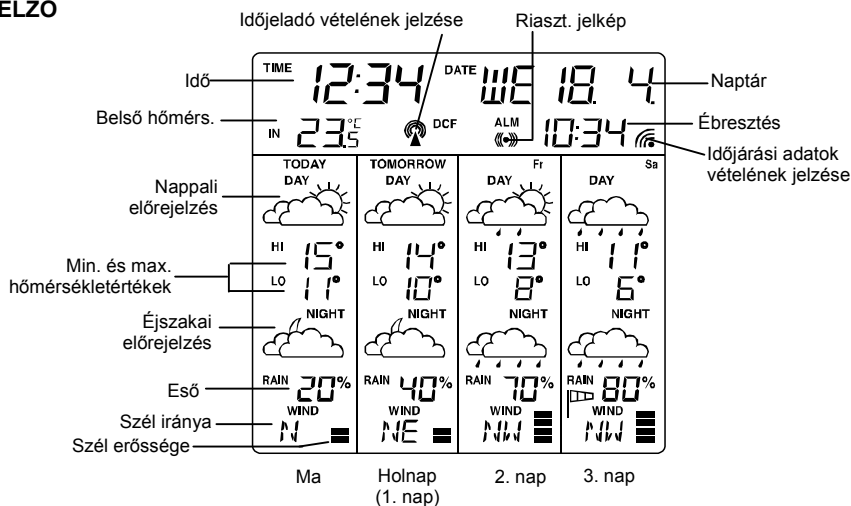 ELZŐ
Időjeladó vételének jelzése
Riaszt. jelkép
Idő
TIME 12:34 DATE WE 18. 4.
Naptár
Belső hőmérs.
IN 23.5 °C DCF ALM 10:34
Ébresztés
Időjárási adatok
vételének jelzése
TODAY TOMORROW Fr Sa
DAY DAY DAY DAY
Nappali
előrejelzés
HI 15° HI 14° HI 13° HI 11°
Min. és max.
hőmérsékletértékek
LO 11° LO 10° LO 8° LO 6°
Éjszakai
előrejelzés
NIGHT NIGHT NIGHT NIGHT
Eső
RAIN 20% RAIN 40% RAIN 70% RAIN 80%
Szél iránya
WIND WIND WIND WIND
N NE NW NW
Szél erőssége
Ma Holnap 2. nap 3. nap
(1. nap)